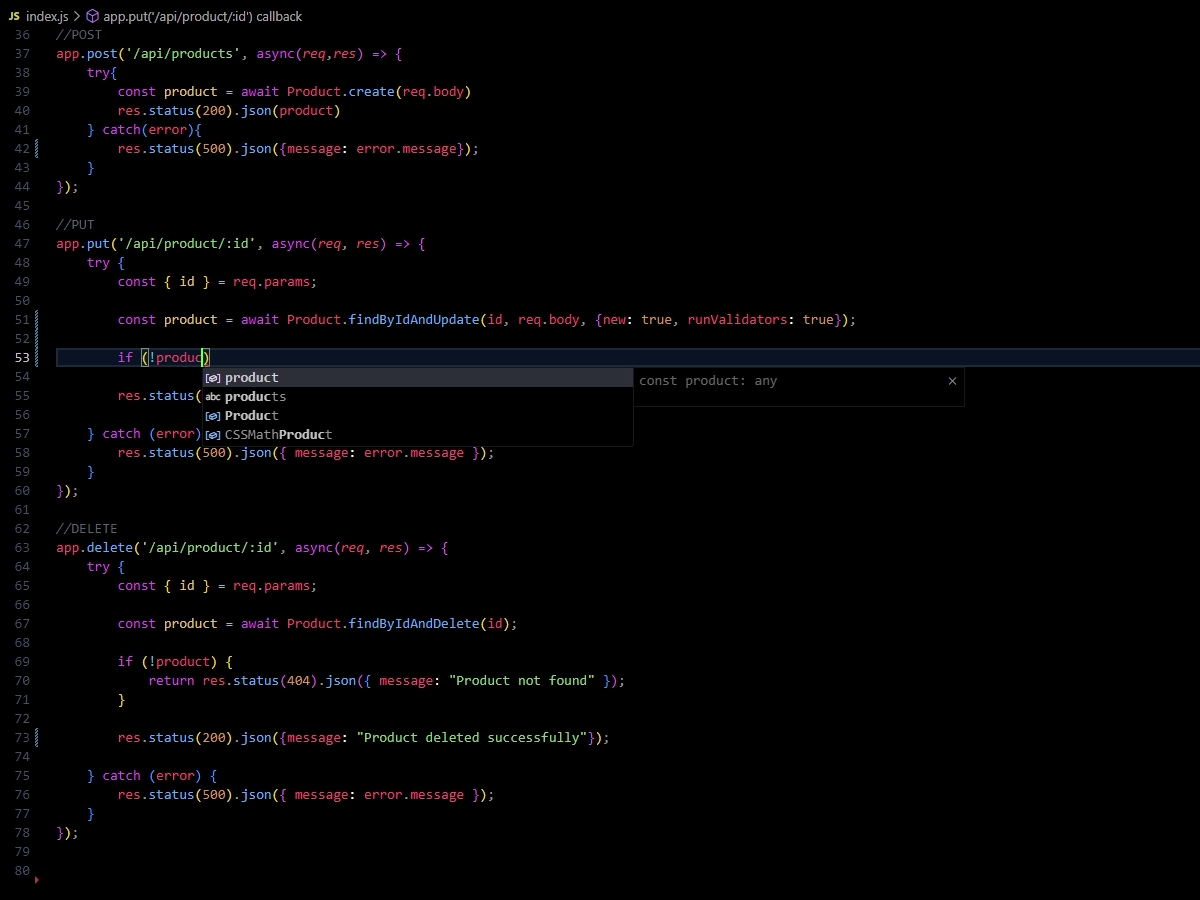 JS index.js > app.put('/api/product/:id') callback
36 //POST
37 app.post('/api/products', async(req,res) => {
38 try{
39 const product = await Product.create(req.body)
40 res.status(200).json(product)
41 } catch(error){
42 res.status(500).json({message: error.message});
43 }
44 });
45
46 //PUT
47 app.put('/api/product/:id', async(req, res) => {
48 try {
49 const { id } = req.params;
50
51 const product = await Product.findByIdAndUpdate(id, req.body, {new: true, runValidators: true});
52
53 if (!produc)
54 product const product: any ×
55 res.status( abc products
56 Product
57 } catch (error) CSSMathProduct
58 res.status(500).json({ message: error.message });
59 }
60 });
61
62 //DELETE
63 app.delete('/api/product/:id', async(req, res) => {
64 try {
65 const { id } = req.params;
66
67 const product = await Product.findByIdAndDelete(id);
68
69 if (!product) {
70 return res.status(404).json({ message: "Product not found" });
71 }
72
73 res.status(200).json({message: "Product deleted successfully"});
74
75 } catch (error) {
76 res.status(500).json({ message: error.message });
77 }
78 });
79
80